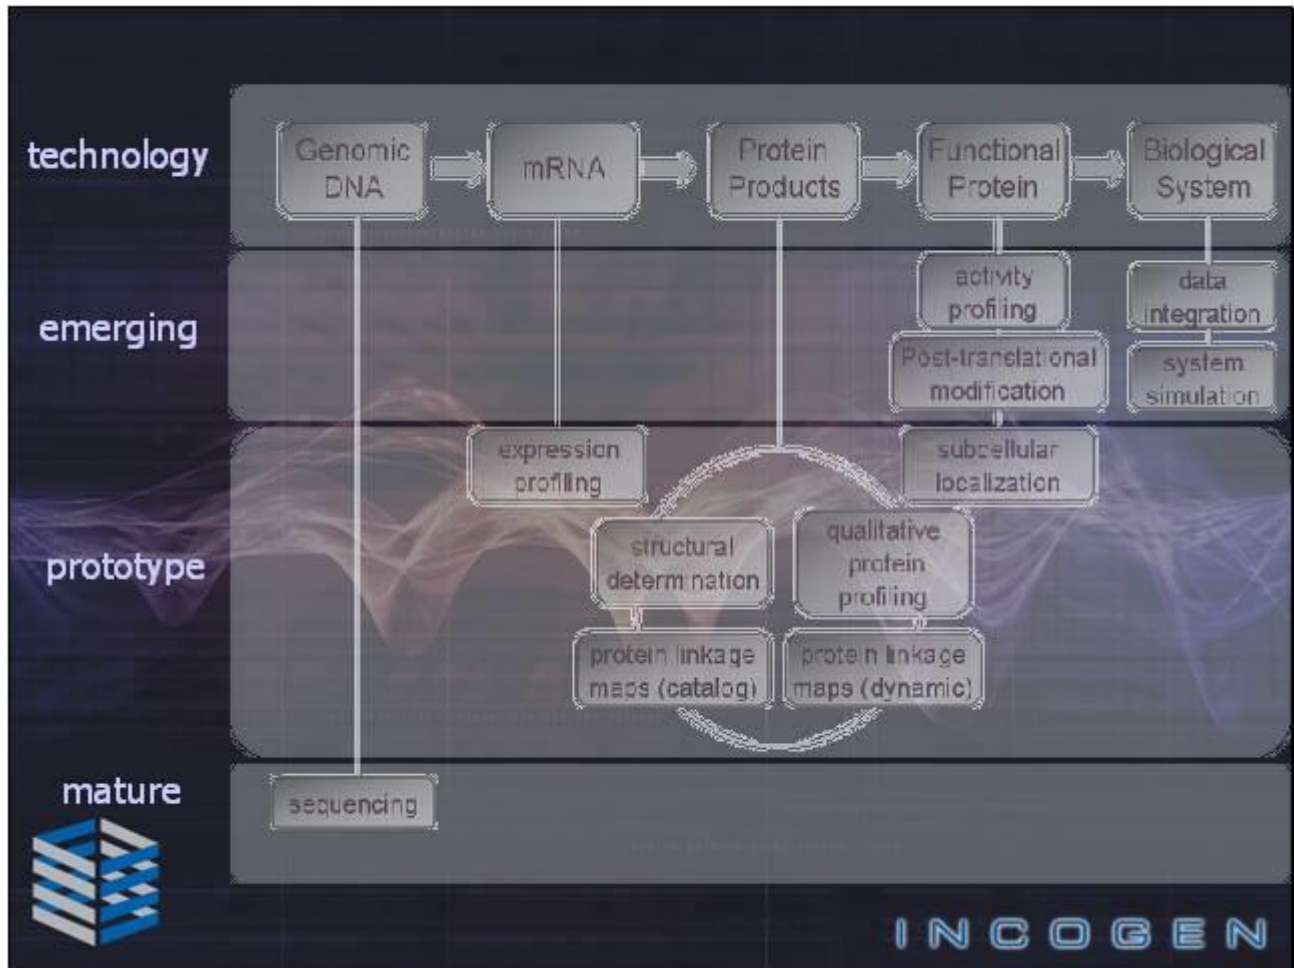 technology
Genomic
DNA
mRNA
Protein
Products
Functional
Protein
Biological
System
emerging
activity
profiling
data
integration
Post-translational
modification
system
simulation
prototype
expression
profiling
subcellular
localization
structural
determination
qualitative
protein
profiling
protein linkage
maps (catalog)
protein linkage
maps (dynamic)
mature
sequencing
INCOGEN